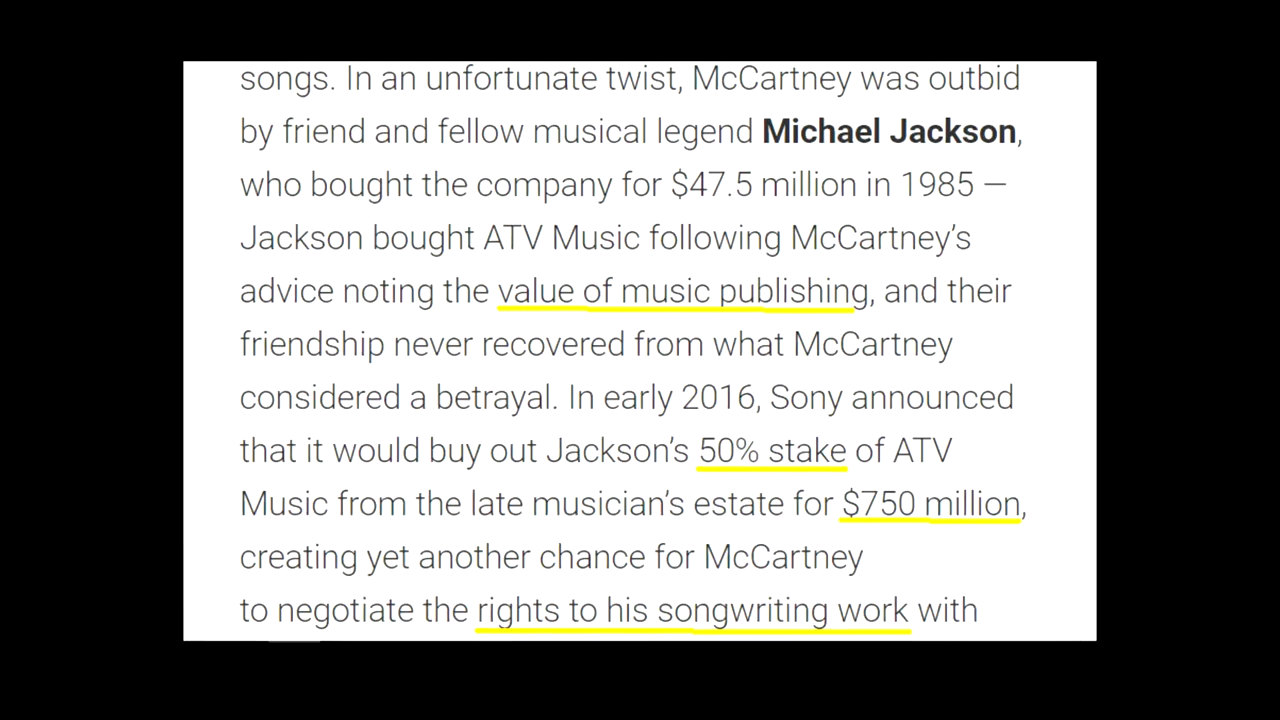 songs. In an unfortunate twist, McCartney was outbid
by friend and fellow musical legend Michael Jackson,
who bought the company for $47.5 million in 1985 —
Jackson bought ATV Music following McCartney’s
advice noting the value of music publishing, and their
friendship never recovered from what McCartney
considered a betrayal. In early 2016, Sony announced
that it would buy out Jackson’s 50% stake of ATV
Music from the late musician’s estate for $750 million,
creating yet another chance for McCartney
to negotiate the rights to his songwriting work with